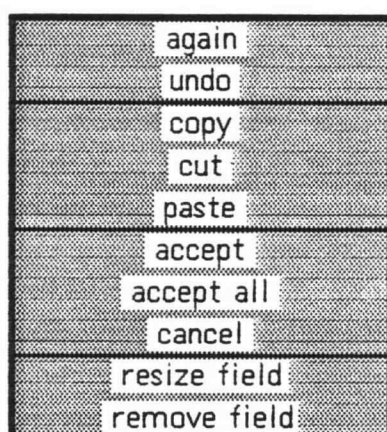 again
undo
copy
cut
paste
accept
accept all
cancel
resize field
remove field